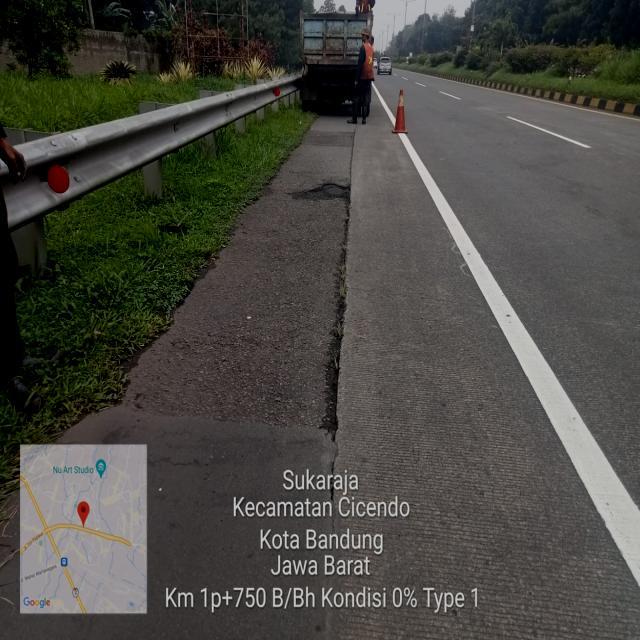 Nu Art Studio
Google
Sukaraja
Kecamatan Cicendo
Kota Bandung
Jawa Barat
Km 1p+750 B/Bh Kondisi 0% Type 1